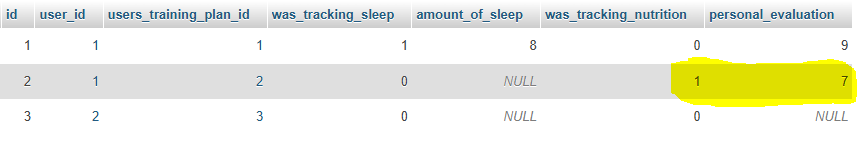 id user_id users_training_plan_id was_tracking_sleep amount_of_sleep was_tracking_nutrition personal_evaluation
1 1 1 1 8 0 9
2 1 2 0 NULL 1 7
3 2 3 0 NULL 0 NULL